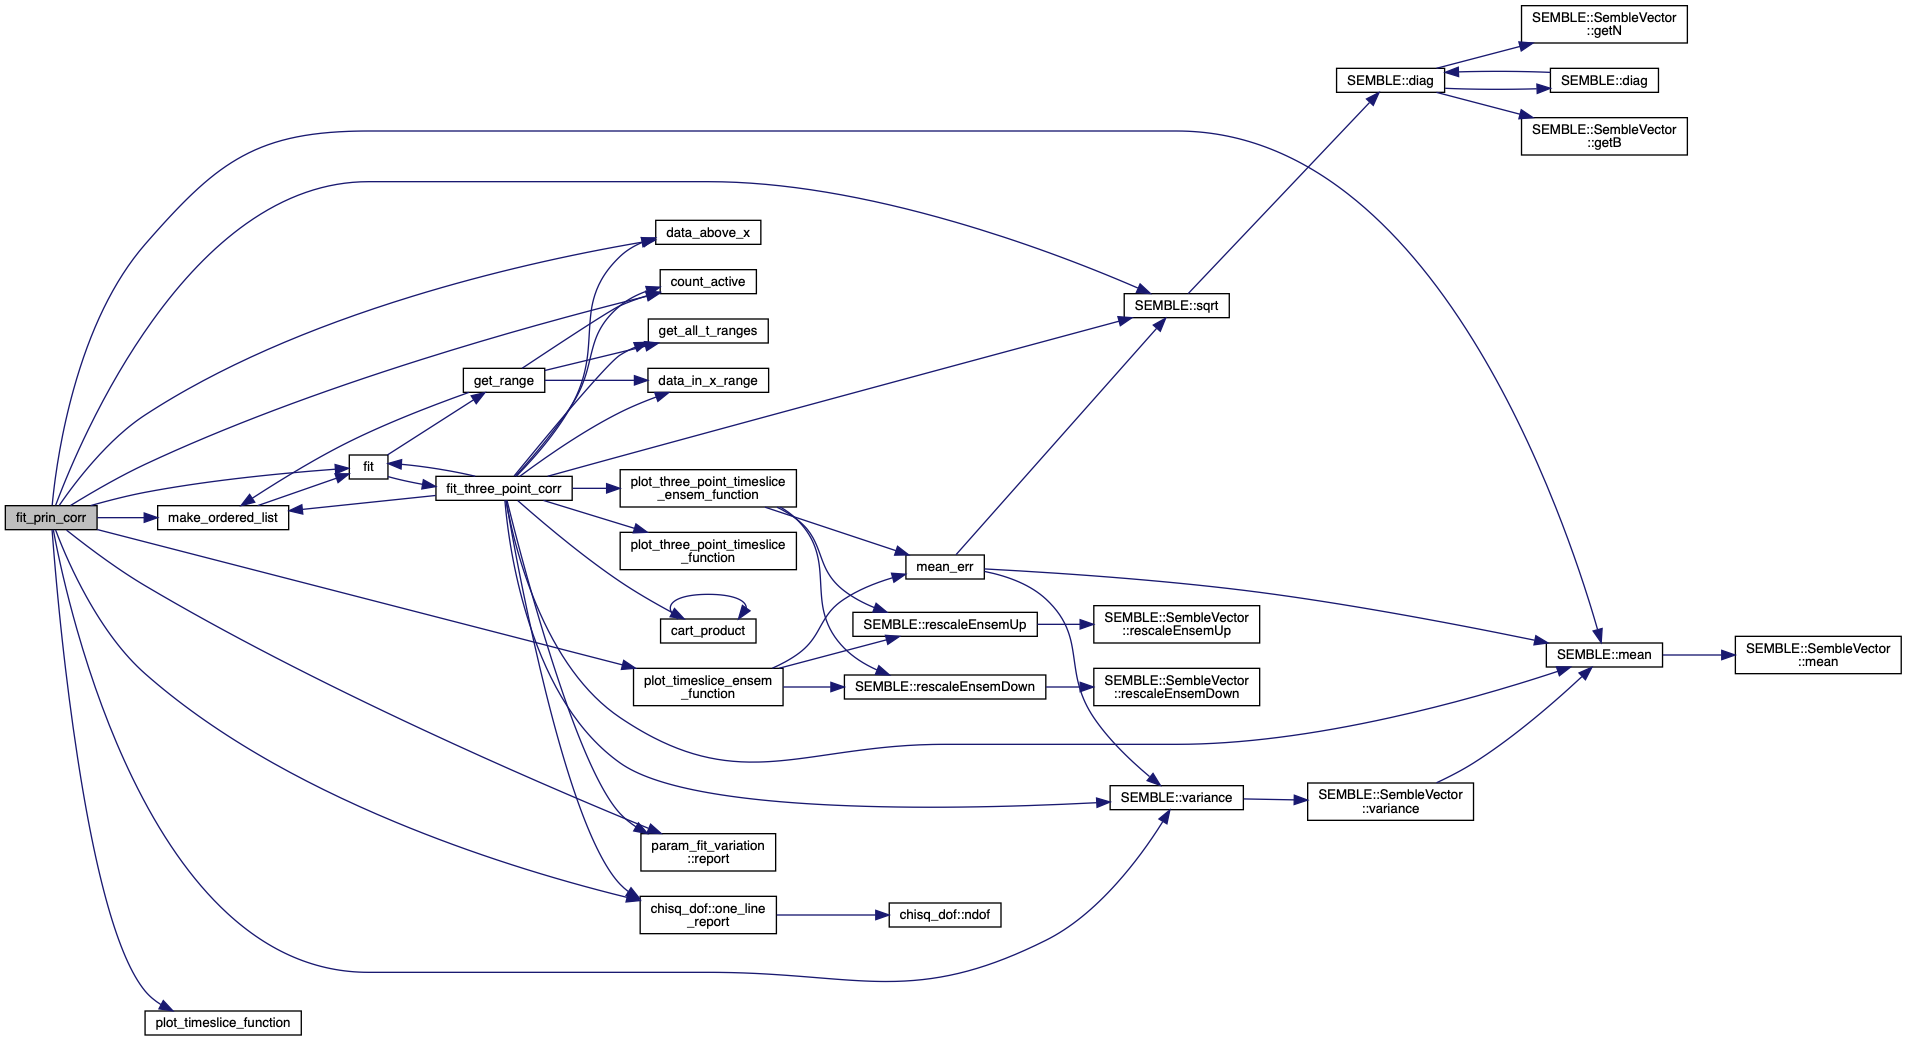 SEMBLE::SembleVector
::getN
SEMBLE::diag
SEMBLE::diag
SEMBLE::SembleVector
::getB
data_above_x
count_active
SEMBLE::sqrt
get_all_t_ranges
get_range
data_in_x_range
fit
fit_three_point_corr
plot_three_point_timeslice
_ensem_function
fit_prin_corr
make_ordered_list
plot_three_point_timeslice
_function
mean_err
cart_product
SEMBLE::rescaleEnsemUp
SEMBLE::SembleVector
::rescaleEnsemUp
SEMBLE::mean
SEMBLE::SembleVector
::mean
plot_timeslice_ensem
_function
SEMBLE::rescaleEnsemDown
SEMBLE::SembleVector
::rescaleEnsemDown
SEMBLE::variance
SEMBLE::SembleVector
::variance
param_fit_variation
::report
chisq_dof::one_line
_report
chisq_dof::ndof
plot_timeslice_function